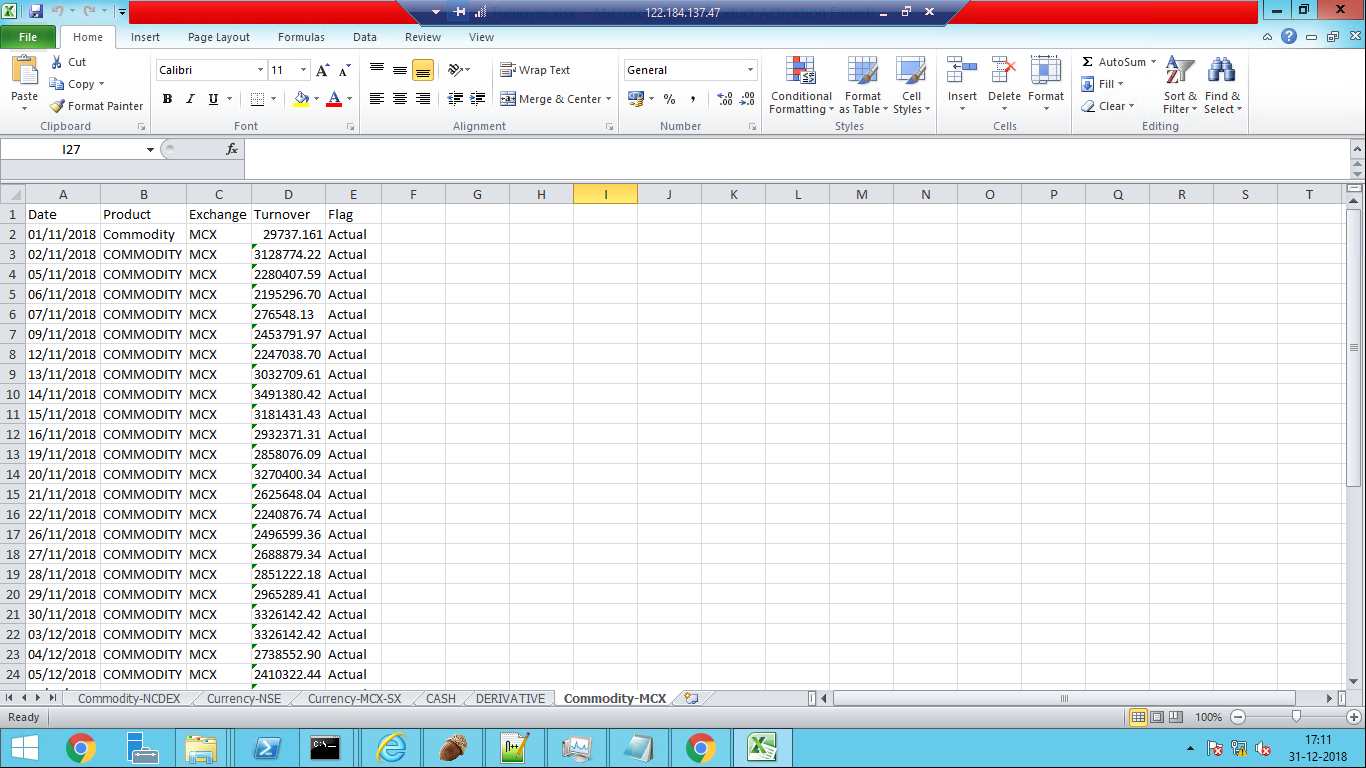 Turnover.xlsx - Microsoft Excel (Product Activation Failed)
122.184.137.47
File Home Insert Page Layout Formulas Data Review View
Cut
Copy
Format Painter
Paste
Clipboard
Calibri 11
B I U
Font
Wrap Text
Merge & Center
Alignment
General
% ,
Number
Conditional Formatting
Format as Table
Cell Styles
Styles
Insert Delete Format
Cells
AutoSum
Fill
Clear
Sort & Filter
Find & Select
Editing
I27 fx
A B C D E F G H I J K L M N O P Q R S T
1 Date Product Exchange Turnover Flag
2 01/11/2018 Commodity MCX 29737.161 Actual
3 02/11/2018 COMMODITY MCX 3128774.22 Actual
4 05/11/2018 COMMODITY MCX 2280407.59 Actual
5 06/11/2018 COMMODITY MCX 2195296.70 Actual
6 07/11/2018 COMMODITY MCX 276548.13 Actual
7 09/11/2018 COMMODITY MCX 2453791.97 Actual
8 12/11/2018 COMMODITY MCX 2247038.70 Actual
9 13/11/2018 COMMODITY MCX 3032709.61 Actual
10 14/11/2018 COMMODITY MCX 3491380.42 Actual
11 15/11/2018 COMMODITY MCX 3181431.43 Actual
12 16/11/2018 COMMODITY MCX 2932371.31 Actual
13 19/11/2018 COMMODITY MCX 2858076.09 Actual
14 20/11/2018 COMMODITY MCX 3270400.34 Actual
15 21/11/2018 COMMODITY MCX 2625648.04 Actual
16 22/11/2018 COMMODITY MCX 2240876.74 Actual
17 26/11/2018 COMMODITY MCX 2496599.36 Actual
18 27/11/2018 COMMODITY MCX 2688879.34 Actual
19 28/11/2018 COMMODITY MCX 2851222.18 Actual
20 29/11/2018 COMMODITY MCX 2965289.41 Actual
21 30/11/2018 COMMODITY MCX 3326142.42 Actual
22 03/12/2018 COMMODITY MCX 3326142.42 Actual
23 04/12/2018 COMMODITY MCX 2738552.90 Actual
24 05/12/2018 COMMODITY MCX 2410322.44 Actual
Commodity-NCDEX Currency-NSE Currency-MCX-SX CASH DERIVATIVE Commodity-MCX
Ready 100%
17:11
31-12-2018